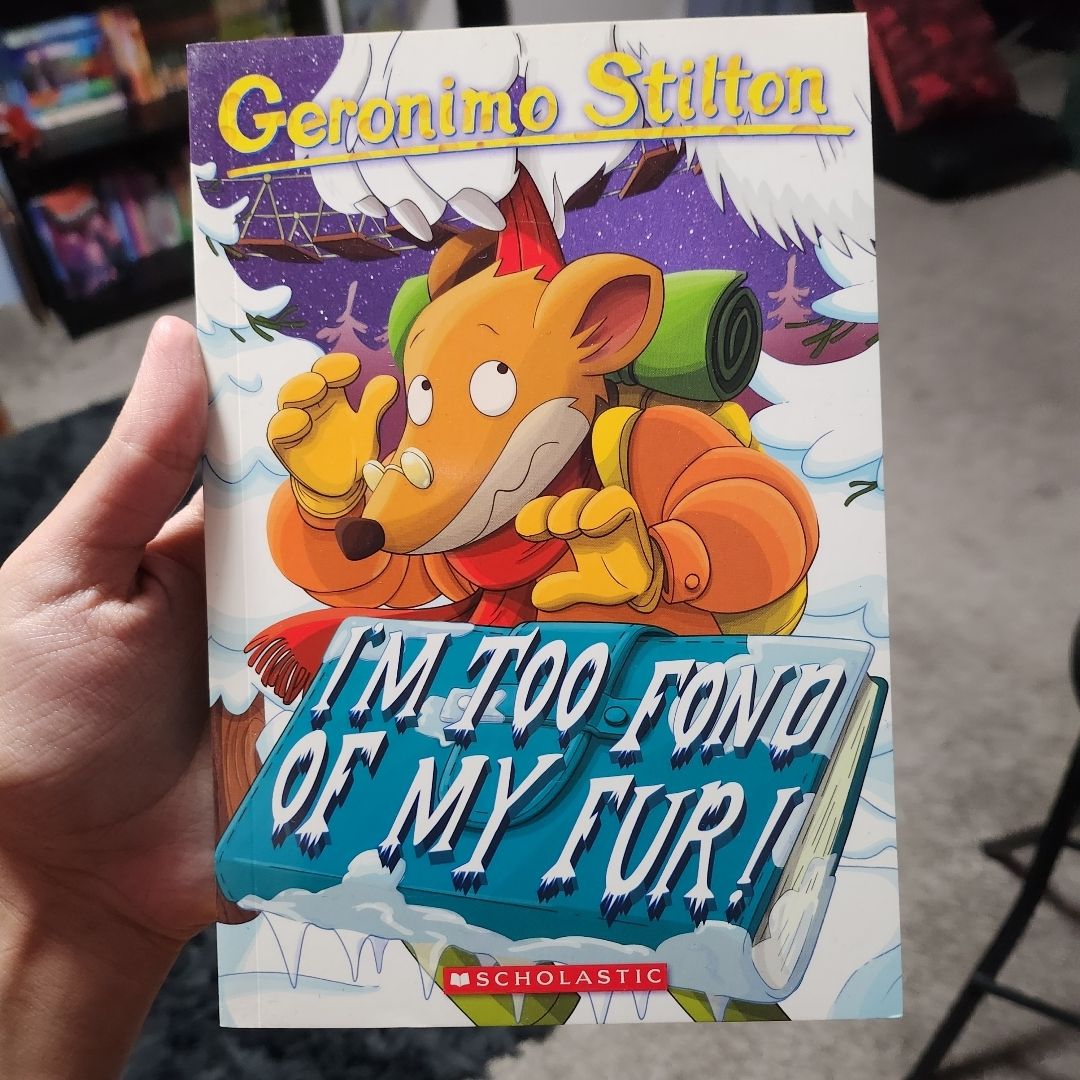 Geronimo Stilton
I'M TOO FOND
OF MY FUR!
SCHOLASTIC